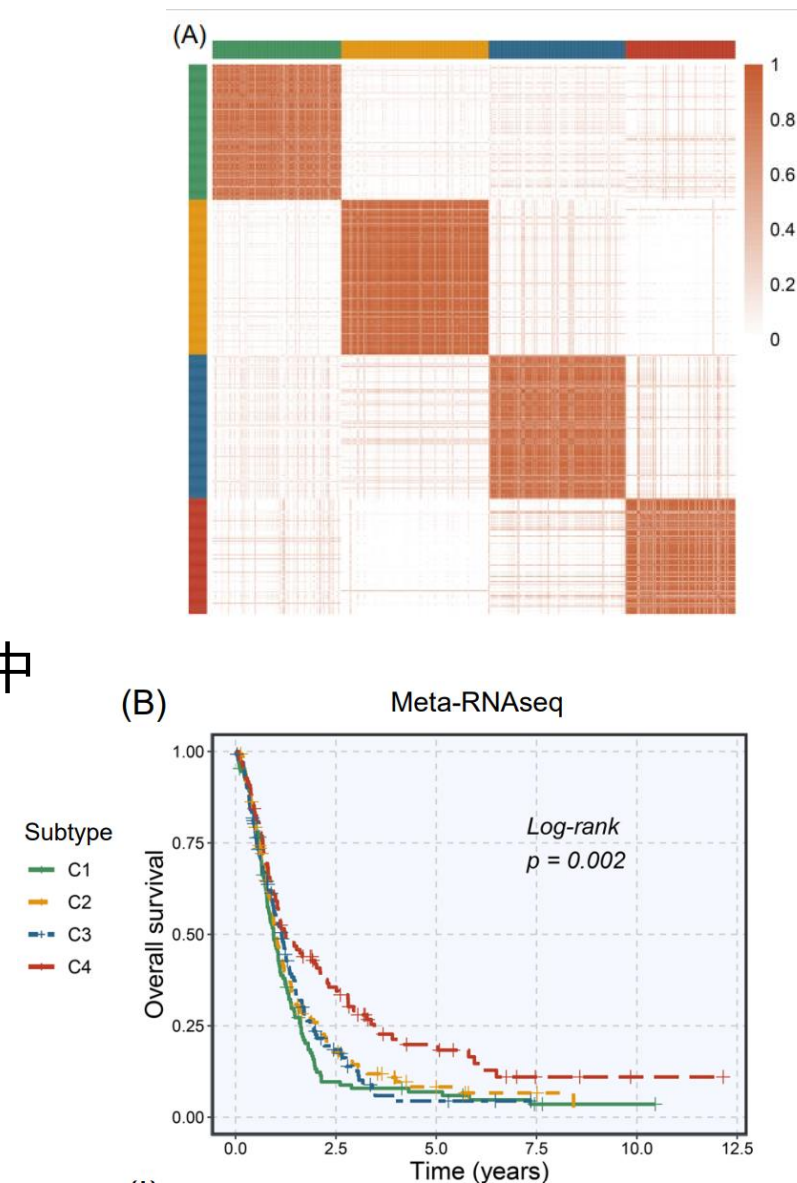 (A)
1
0.8
0.6
0.4
0.2
0
中
(B)
Meta-RNAseq
Subtype
C1
C2
C3
C4
Overall survival
1.00
0.75
0.50
0.25
0.00
Log-rank
p = 0.002
0.0 2.5 5.0 7.5 10.0 12.5
Time (years)